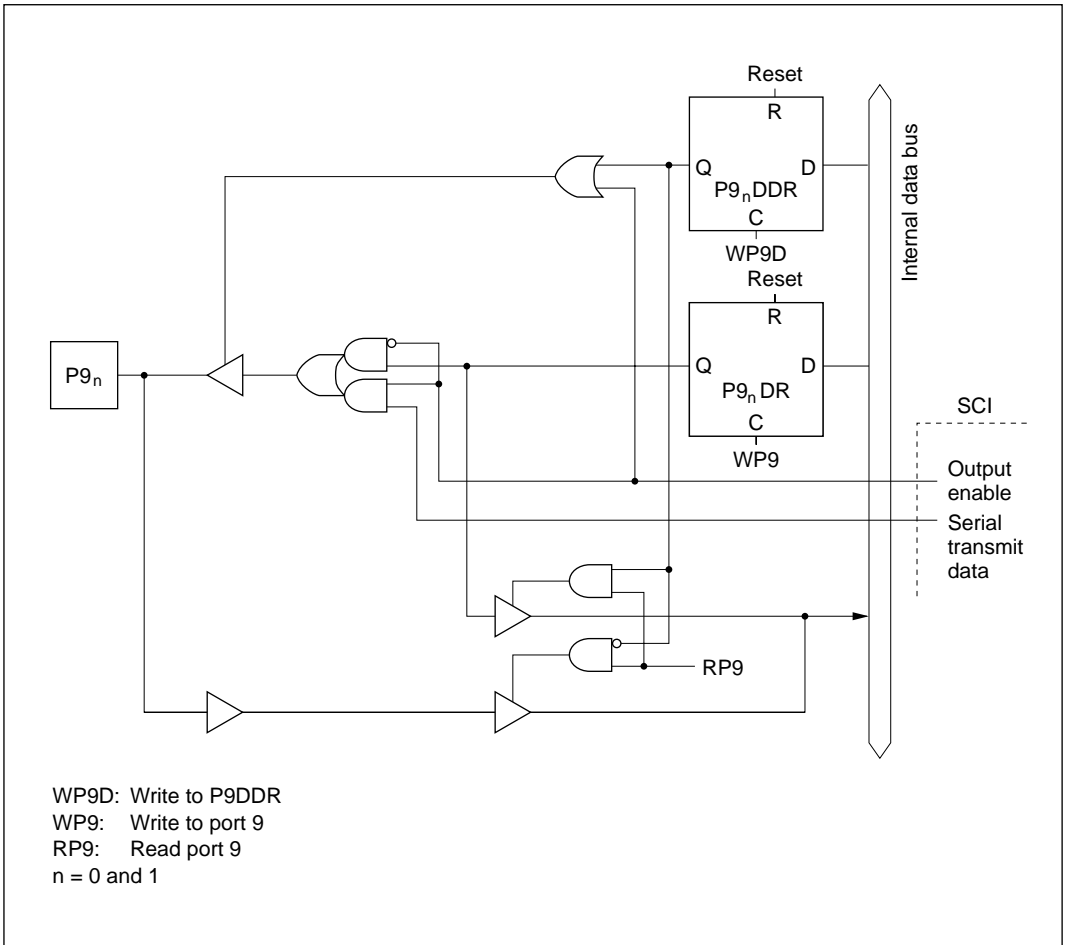 Reset
R
Q
D
P9nDDR
C
WP9D
Internal data bus
Reset
R
Q
D
P9nDR
C
WP9
P9n
SCI
Output
enable
Serial
transmit
data
RP9
WP9D: Write to P9DDR
WP9: Write to port 9
RP9: Read port 9
n = 0 and 1